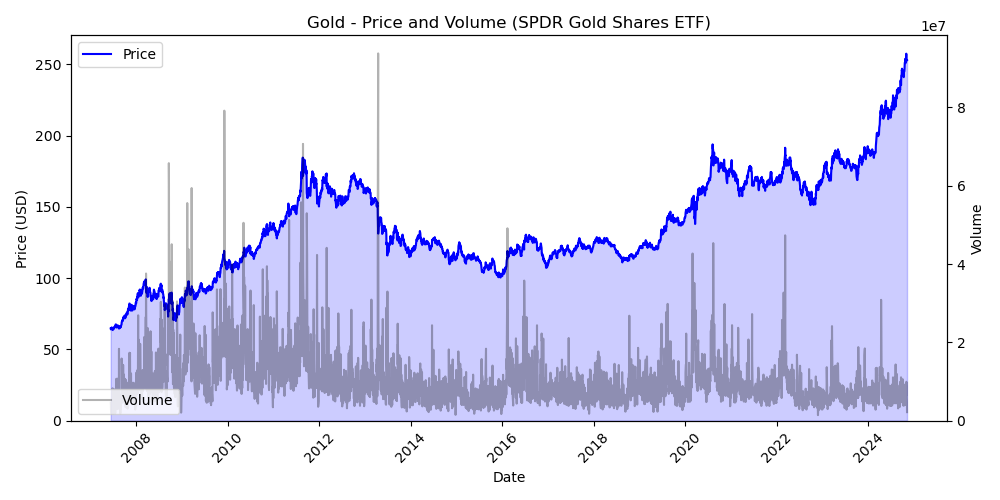 Gold - Price and Volume (SPDR Gold Shares ETF)
1e7
Price
250
200
150
100
50
0
Price (USD)
8
6
4
2
0
Volume
Volume
2008
2010
2012
2014
2016
2018
2020
2022
2024
Date